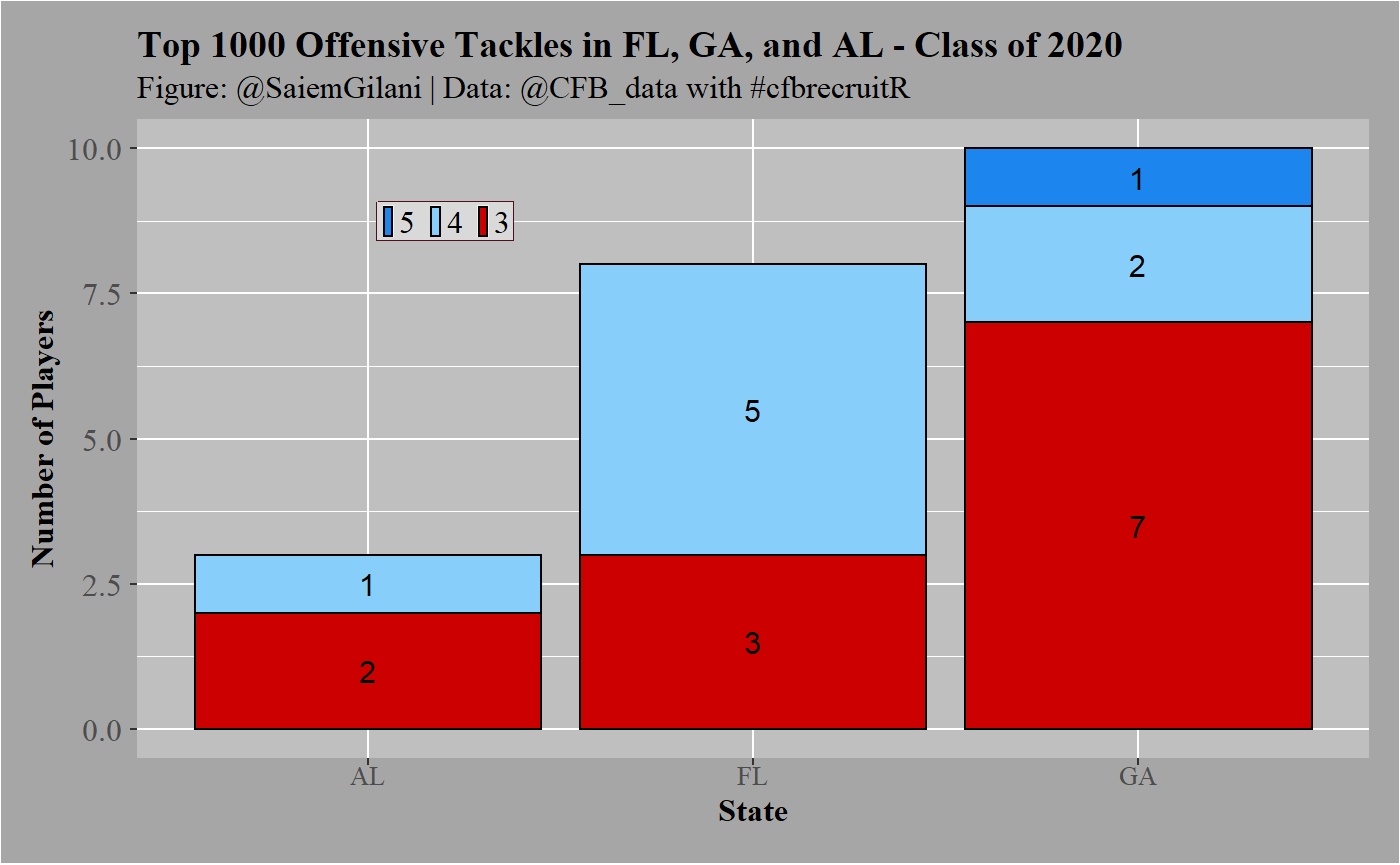 Top 1000 Offensive Tackles in FL, GA, and AL - Class of 2020
Figure: @SaiemGilani | Data: @CFB_data with #cfbrecruitR
10.0
7.5
5.0
2.5
0.0
Number of Players
5 4 3
1
2
5
3
1
2
7
AL FL GA
State